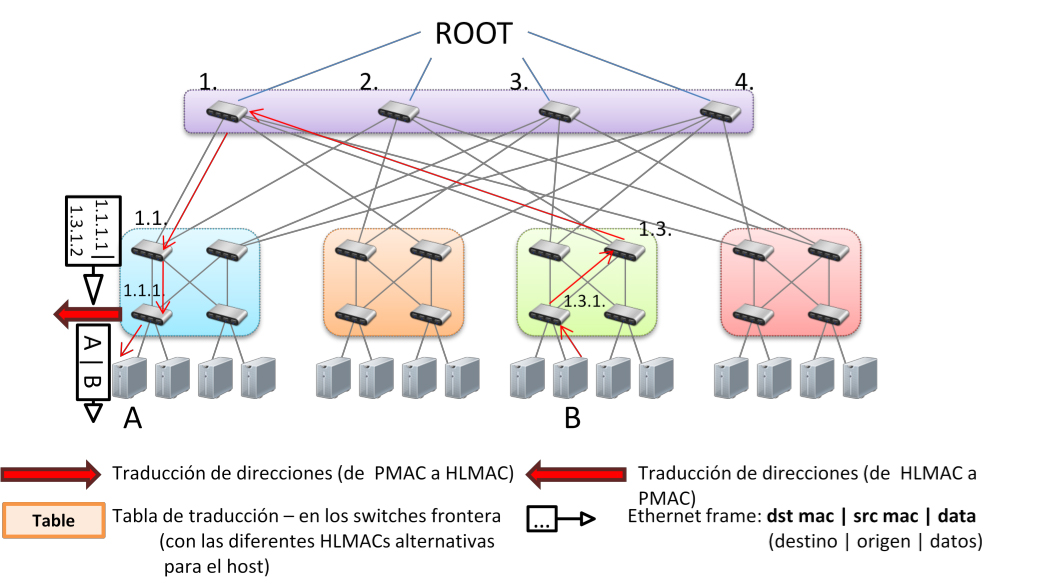 ROOT
1.
2.
3.
4.
1.1.1.1 |
1.3.1.2
1.1.
1.3.
1.1.1.
1.3.1.
A | B
A
B
Traducción de direcciones (de PMAC a HLMAC)
Traducción de direcciones (de HLMAC a
PMAC)
Table
Tabla de traducción – en los switches frontera
(con las diferentes HLMACs alternativas
para el host)
...
Ethernet frame: dst mac | src mac | data
(destino | origen | datos)